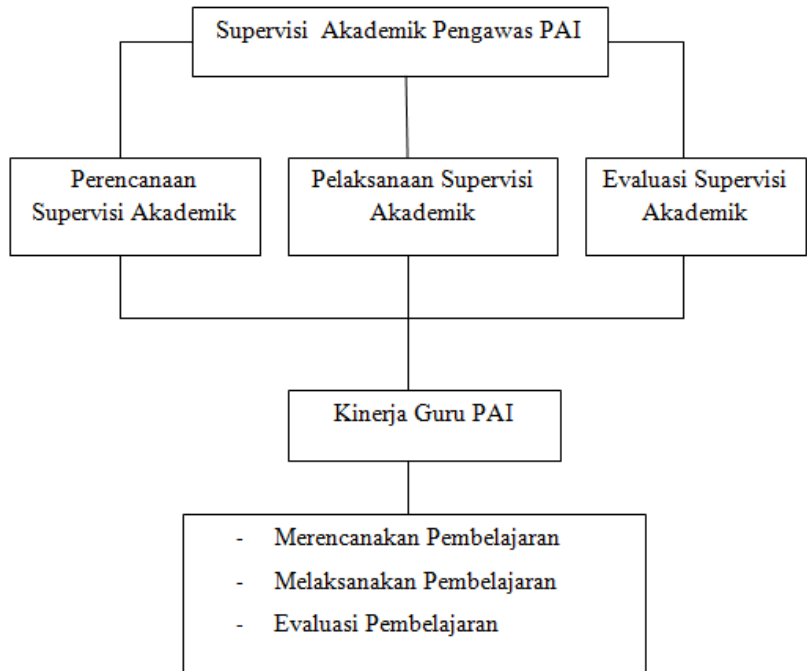 Supervisi Akademik Pengawas PAI
Perencanaan
Supervisi Akademik
Pelaksanaan Supervisi
Akademik
Evaluasi Supervisi
Akademik
Kinerja Guru PAI
- Merencanakan Pembelajaran
- Melaksanakan Pembelajaran
- Evaluasi Pembelajaran